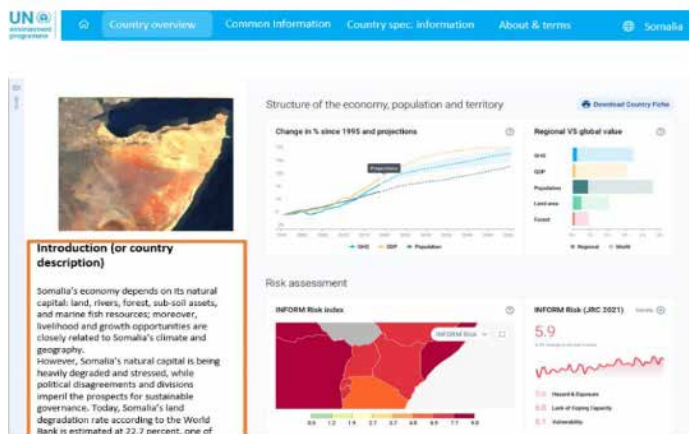 UN
environment
programme
Country overview
Common Information
Country spec. information
About & terms
Somalia
Structure of the economy, population and territory
Download Country Fiche
Change in % since 1995 and projections
Projections
GHG GDP Population
Regional VS global value
GHG
GDP
Population
Land area
Forest
Regional World
Introduction (or country
description)
Somalia's economy depends on its natural
capital: land, rivers, forest, sub-soil assets,
and marine fish resources; moreover,
livelihood and growth opportunities are
closely related to Somalia's climate and
geography.
However, Somalia's natural capital is being
heavily degraded and stressed, while
political disagreements and divisions
imperil the prospects for sustainable
governance. Today, Somalia's land
degradation rate according to the World
Bank is estimated at 22.7 percent, one of
Risk assessment
INFORM Risk index
INFORM Risk
INFORM Risk (JRC 2021)
5.9
Hazard & Exposure
Lack of Coping Capacity
Vulnerability